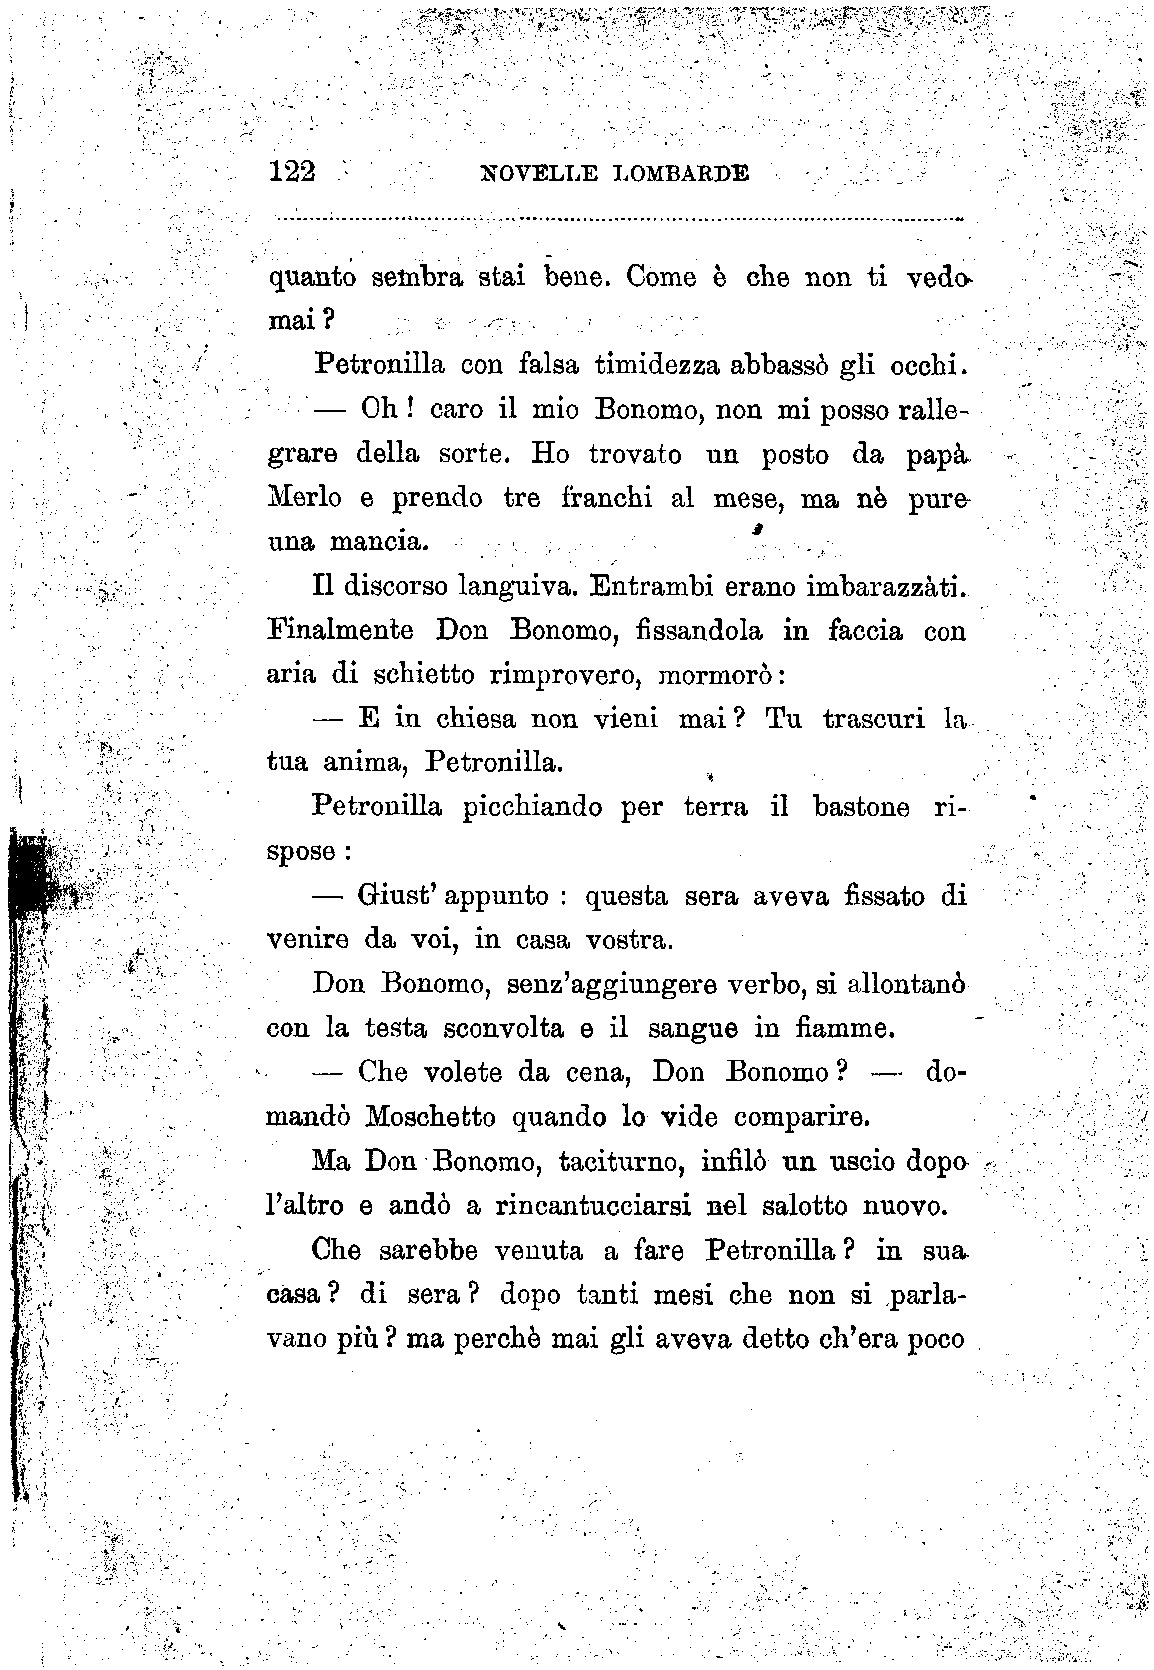 122 NOVELLE LOMBARDE
quanto sembra stai bene. Come è che non ti vedo
mai ?
Petronilla con falsa timidezza abbassò gli occhi.
— Oh ! caro il mio Bonomo, non mi posso ralle-
grare della sorte. Ho trovato un posto da papà
Merlo e prendo tre franchi al mese, ma nè pure
una mancia.
Il discorso languiva. Entrambi erano imbarazzàti.
Finalmente Don Bonomo, fissandola in faccia con
aria di schietto rimprovero, mormorò :
— E in chiesa non vieni mai ? Tu trascuri la
tua anima, Petronilla.
Petronilla picchiando per terra il bastone ri-
spose :
— Giust' appunto : questa sera aveva fissato di
venire da voi, in casa vostra.
Don Bonomo, senz'aggiungere verbo, si allontanò
con la testa sconvolta e il sangue in fiamme.
— Che volete da cena, Don Bonomo ? — do-
mandò Moschetto quando lo vide comparire.
Ma Don Bonomo, taciturno, infilò un uscio dopo
l'altro e andò a rincantucciarsi nel salotto nuovo.
Che sarebbe venuta a fare Petronilla ? in sua
casa ? di sera ? dopo tanti mesi che non si parla-
vano più ? ma perchè mai gli aveva detto ch'era poco